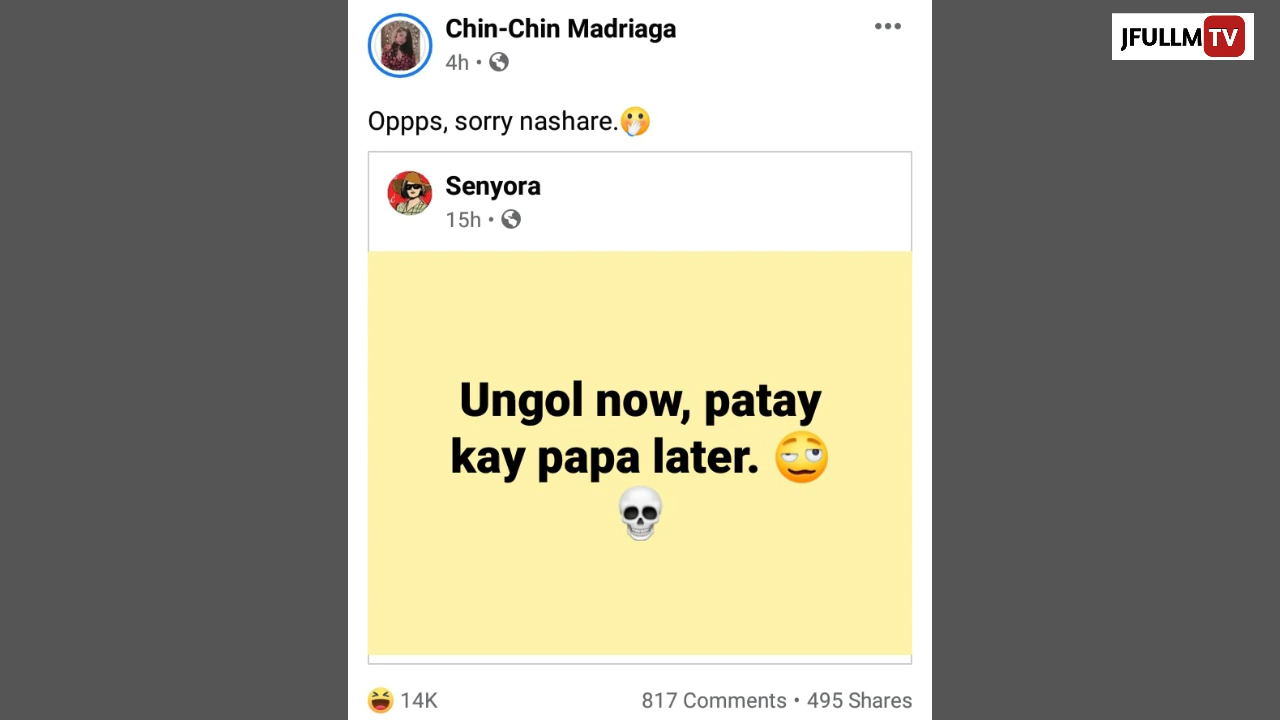 Chin-Chin Madriaga
4h •
JFULLM TV
Oppps, sorry nashare.🤭
Senyora
15h •
Ungol now, patay
kay papa later. 🥴
💀
😆 14K 817 Comments • 495 Shares